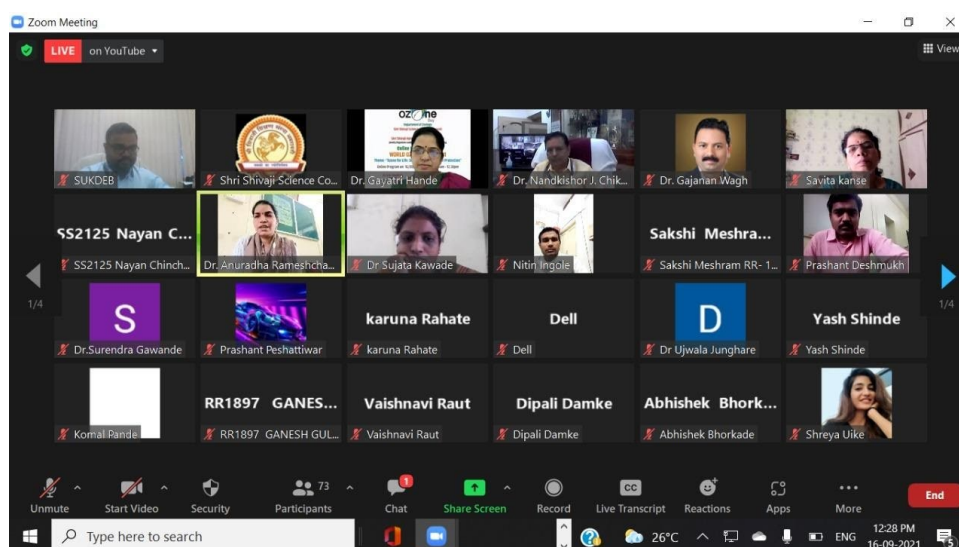 Zoom Meeting
LIVE on YouTube
View
SUKDEB
Shri Shivaji Science Co...
ozone
Dr. Gayatri Hande
Dr. Nandkishor J. Chik...
Dr. Gajanan Wagh
Savita kanse
SS2125 Nayan C...
SS2125 Nayan Chinch...
Dr. Anuradha Rameshcha...
Dr Sujata Kawade
Nitin Ingole
Sakshi Meshra...
Sakshi Meshram RR- 1...
Prashant Deshmukh
1/4
1/4
S
Dr.Surendra Gawande
Prashant Peshattiwar
karuna Rahate
karuna Rahate
Dell
Dell
D
Dr Ujwala Junghare
Yash Shinde
Yash Shinde
Komal Pande
RR1897 GANES...
RR1897 GANESH GUL...
Vaishnavi Raut
Vaishnavi Raut
Dipali Damke
Dipali Damke
Abhishek Bhork...
Abhishek Bhorkade
Shreya Uike
73
1
CC
Unmute Start Video Security Participants Chat Share Screen Record Live Transcript Reactions Apps More End
Type here to search
26°C
ENG
12:28 PM
16-09-2021
5